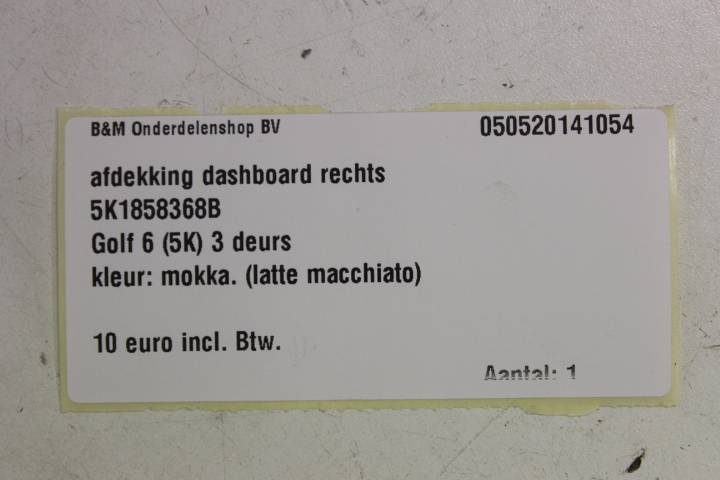 B&M Onderdelenshop BV 050520141054
afdekking dashboard rechts
5K1858368B
Golf 6 (5K) 3 deurs
kleur: mokka. (latte macchiato)
10 euro incl. Btw.
Aantal: 1